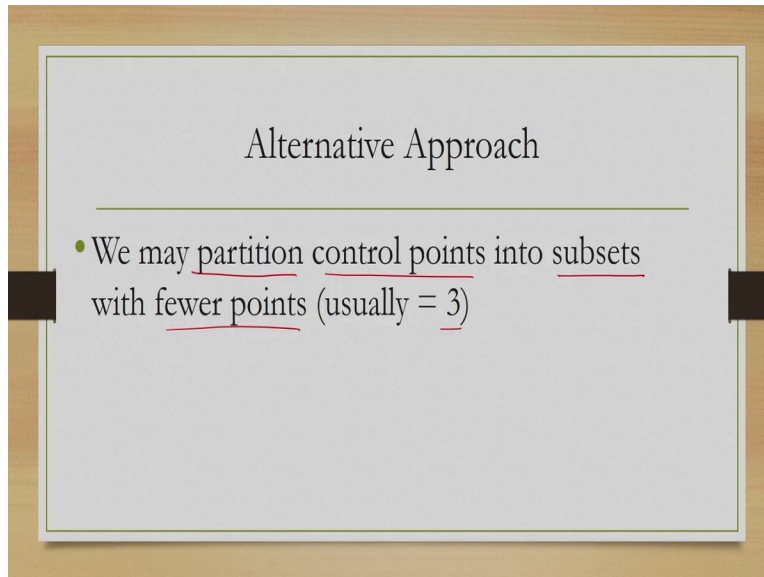 Alternative Approach
• We may partition control points into subsets
with fewer points (usually = 3)